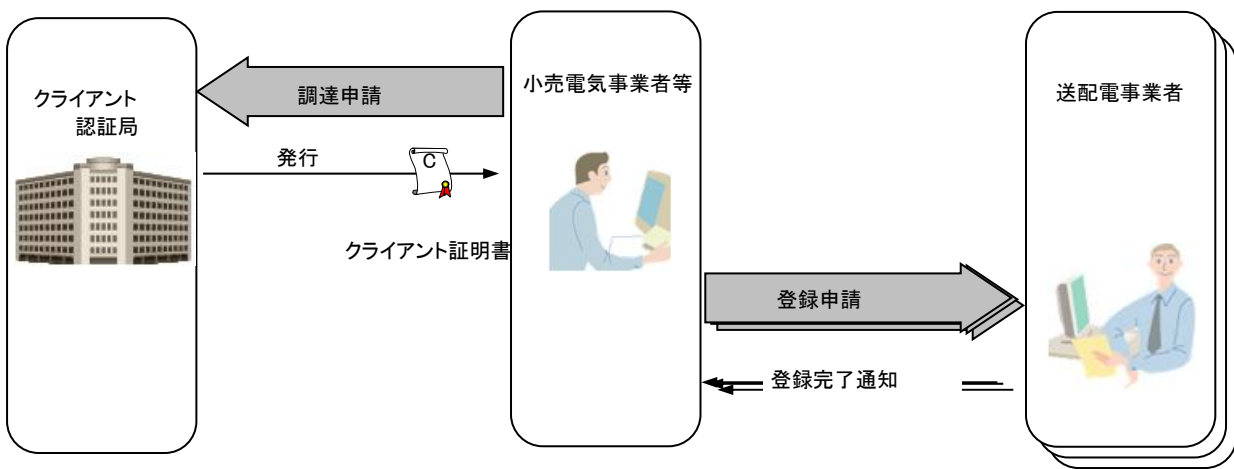 クライアント
認証局
調達申請
発行
C
クライアント証明書
小売電気事業者等
登録申請
登録完了通知
送配電事業者